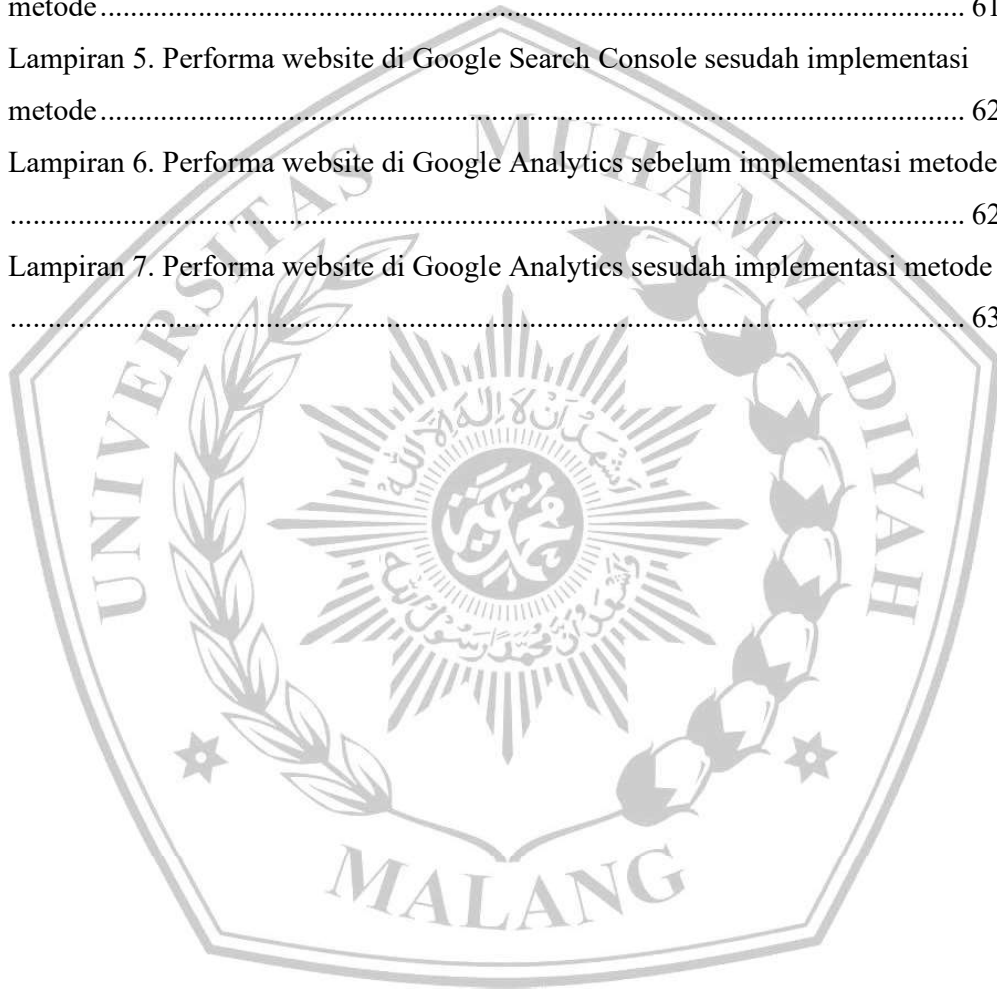 metode.................................................................................................................. 61
Lampiran 5. Performa website di Google Search Console sesudah implementasi
metode.................................................................................................................. 62
Lampiran 6. Performa website di Google Analytics sebelum implementasi metode
.............................................................................................................................. 62
Lampiran 7. Performa website di Google Analytics sesudah implementasi metode
.............................................................................................................................. 63
UNIVERSITAS MUHAMMADIYAH
MALANG